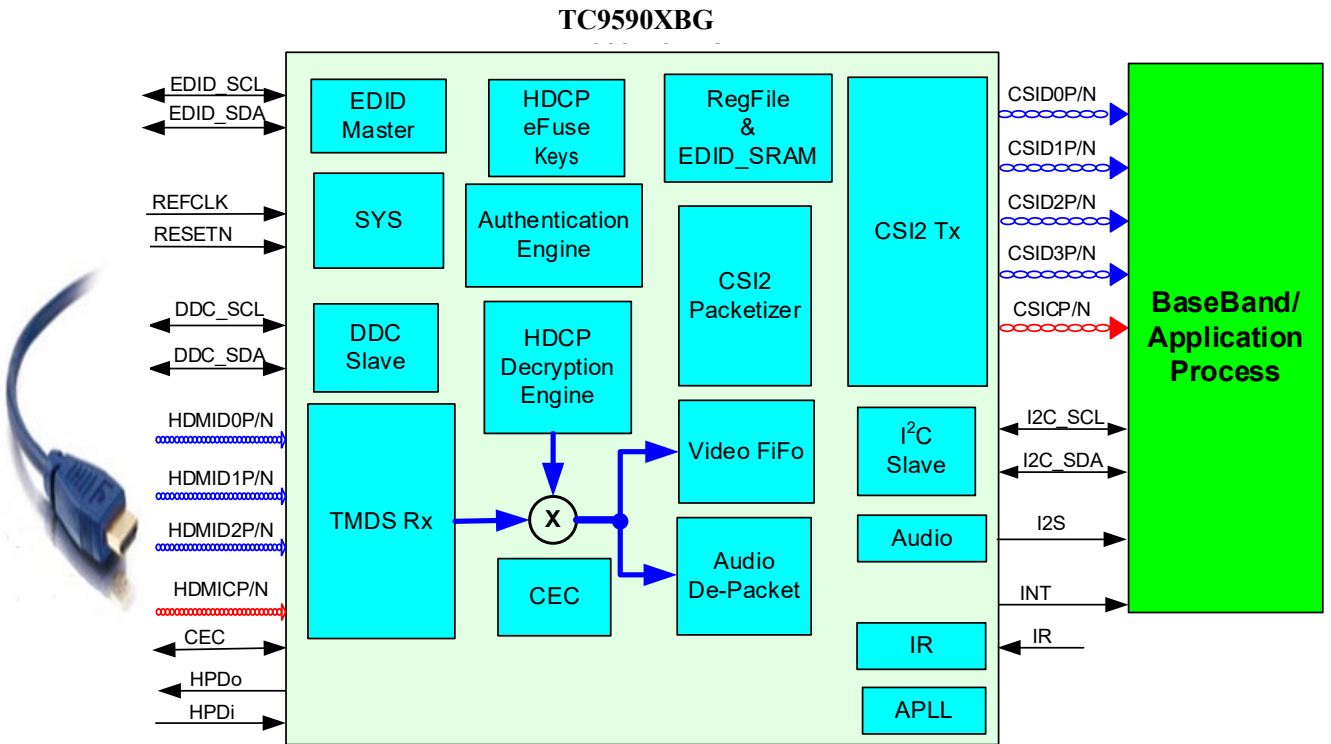 TC9590XBG
EDID_SCL
EDID_SDA
REFCLK
RESETN
DDC_SCL
DDC_SDA
HDMID0P/N
HDMID1P/N
HDMID2P/N
HDMICP/N
CEC
HPDo
HPDi
EDID
Master
HDCP
eFuse
Keys
RegFile
&
EDID_SRAM
SYS
Authentication
Engine
CSI2 Tx
CSI2
Packetizer
DDC
Slave
HDCP
Decryption
Engine
TMDS Rx
X
Video FiFo
I²C
Slave
Audio
De-Packet
Audio
CEC
IR
APLL
CSID0P/N
CSID1P/N
CSID2P/N
CSID3P/N
CSICP/N
I2C_SCL
I2C_SDA
I2S
INT
IR
BaseBand/
Application
Process